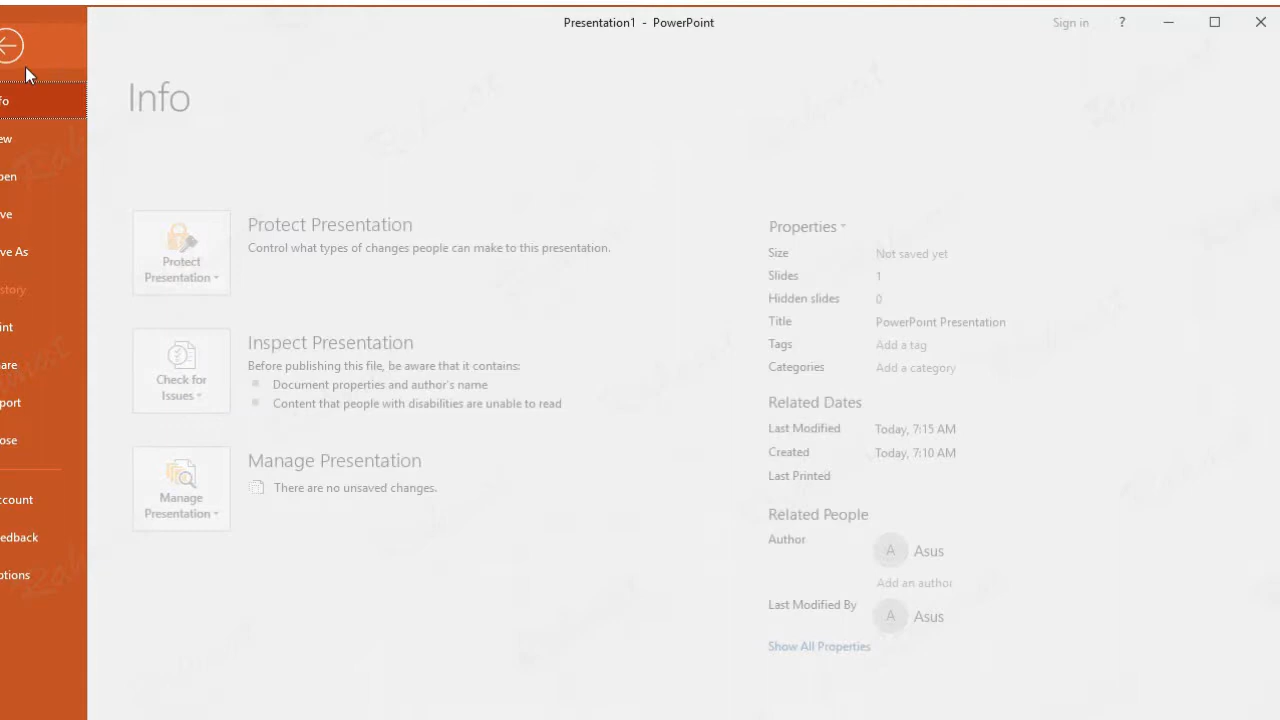 Presentation1 - PowerPoint
Sign in
?
Info
fo
ew
pen
ve
ve As
story
int
are
port
ose
ccount
edback
ptions
Protect Presentation
Protect Presentation
Control what types of changes people can make to this presentation.
Check for Issues
Inspect Presentation
Before publishing this file, be aware that it contains:
Document properties and author's name
Content that people with disabilities are unable to read
Manage Presentation
Manage Presentation
There are no unsaved changes.
Properties
Size Not saved yet
Slides 1
Hidden slides 0
Title PowerPoint Presentation
Tags Add a tag
Categories Add a category
Related Dates
Last Modified Today, 7:15 AM
Created Today, 7:10 AM
Last Printed
Related People
Author A Asus
Add an author
Last Modified By A Asus
Show All Properties